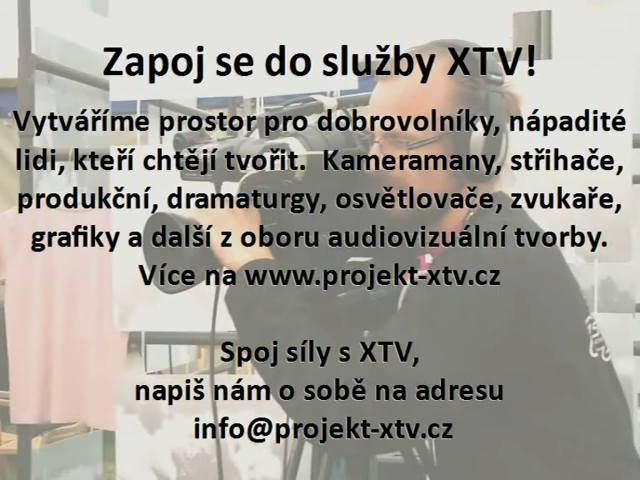 Zapoj se do služby XTV!
Vytváříme prostor pro dobrovolníky, nápadité
lidi, kteří chtějí tvořit. Kameramany, střihače,
produkční, dramaturgy, osvětlovače, zvukaře,
grafiky a další z oboru audiovizuální tvorby.
Více na www.projekt-xtv.cz
Spoj síly s XTV,
napiš nám o sobě na adresu
info@projekt-xtv.cz